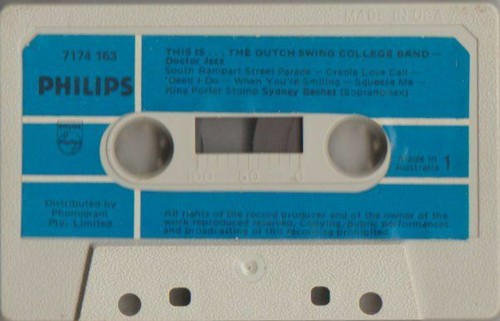 MADE IN
7174 163
THIS IS . . . THE DUTCH SWING COLLEGE BAND —
Doctor Jazz
South Rampart Street Parade — Creole Love Call —
'Deed I Do — When You're Smiling — Squeeze Me —
King Porter Stomp Sydney Bechet (Soprano-sax)
PHILIPS
PHILIPS
Made in
Australia 1
100 50 0
Distributed by
Phonogram
Pty. Limited
All rights of the record producer and of the owner of the
work reproduced reserved. Copying, public performances
and broadcasting of this recording prohibited.